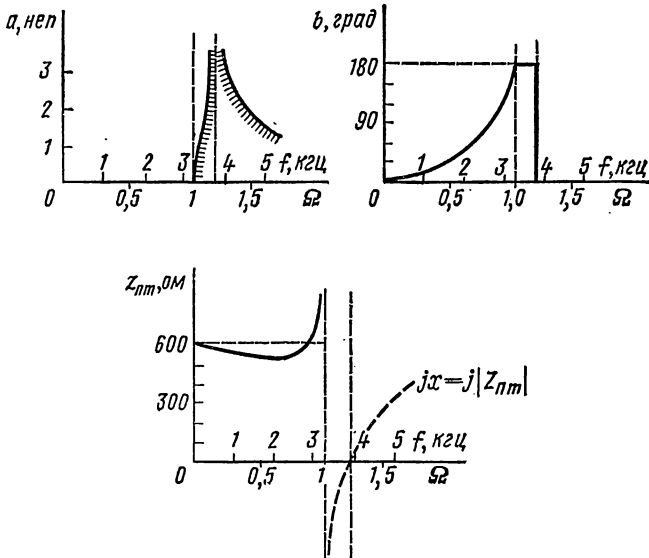 a, неп
3
2
1
1 2 3 4 5 f, кгц
0 0,5 1 1,5 Ω
b, град
180
90
1 2 3 4 5 f, кгц
0 0,5 1,0 1,5 Ω
Zпт, ом
600
300
jx=j|Zпт|
1 2 3 4 5 f, кгц
0 0,5 1 1,5 Ω